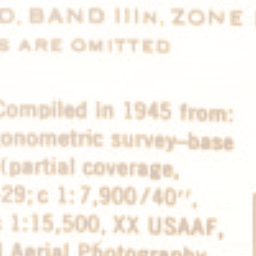 D, BAND IIIN, ZONE
S ARE OMITTED
Compiled in 1945 from:
onometric survey–base
(partial coverage,
29; c 1:7,900/40",
1:15,500, XX USAAF,
Aerial Photography